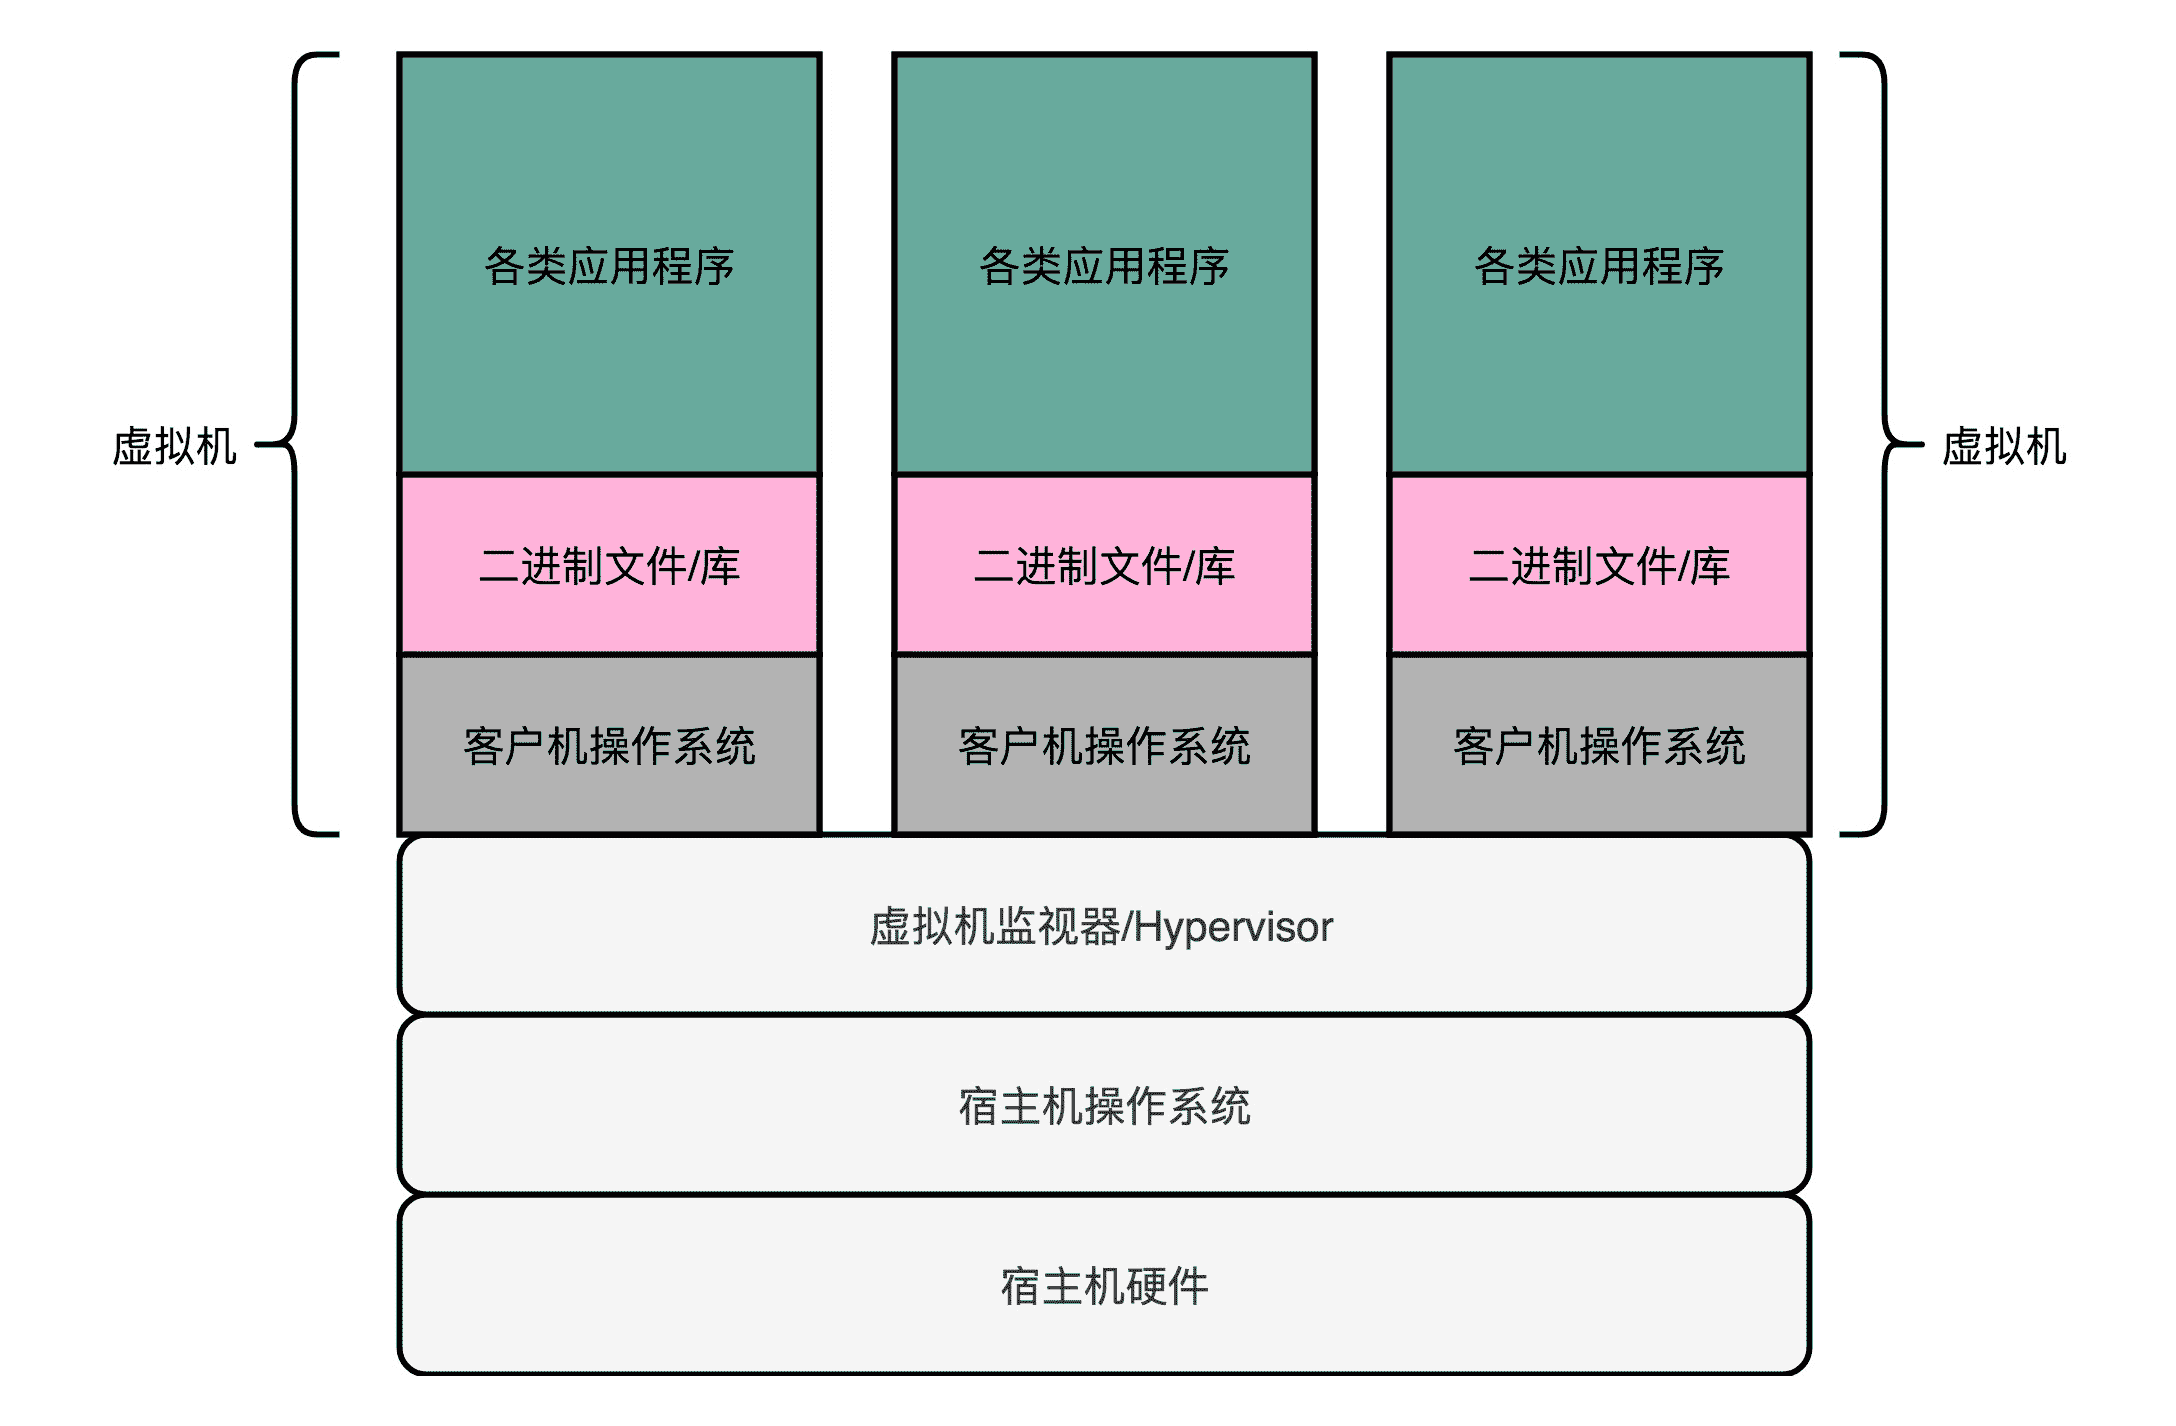 各类应用程序
各类应用程序
各类应用程序
虚拟机
虚拟机
二进制文件/库
二进制文件/库
二进制文件/库
客户机操作系统
客户机操作系统
客户机操作系统
虚拟机监视器/Hypervisor
宿主机操作系统
宿主机硬件